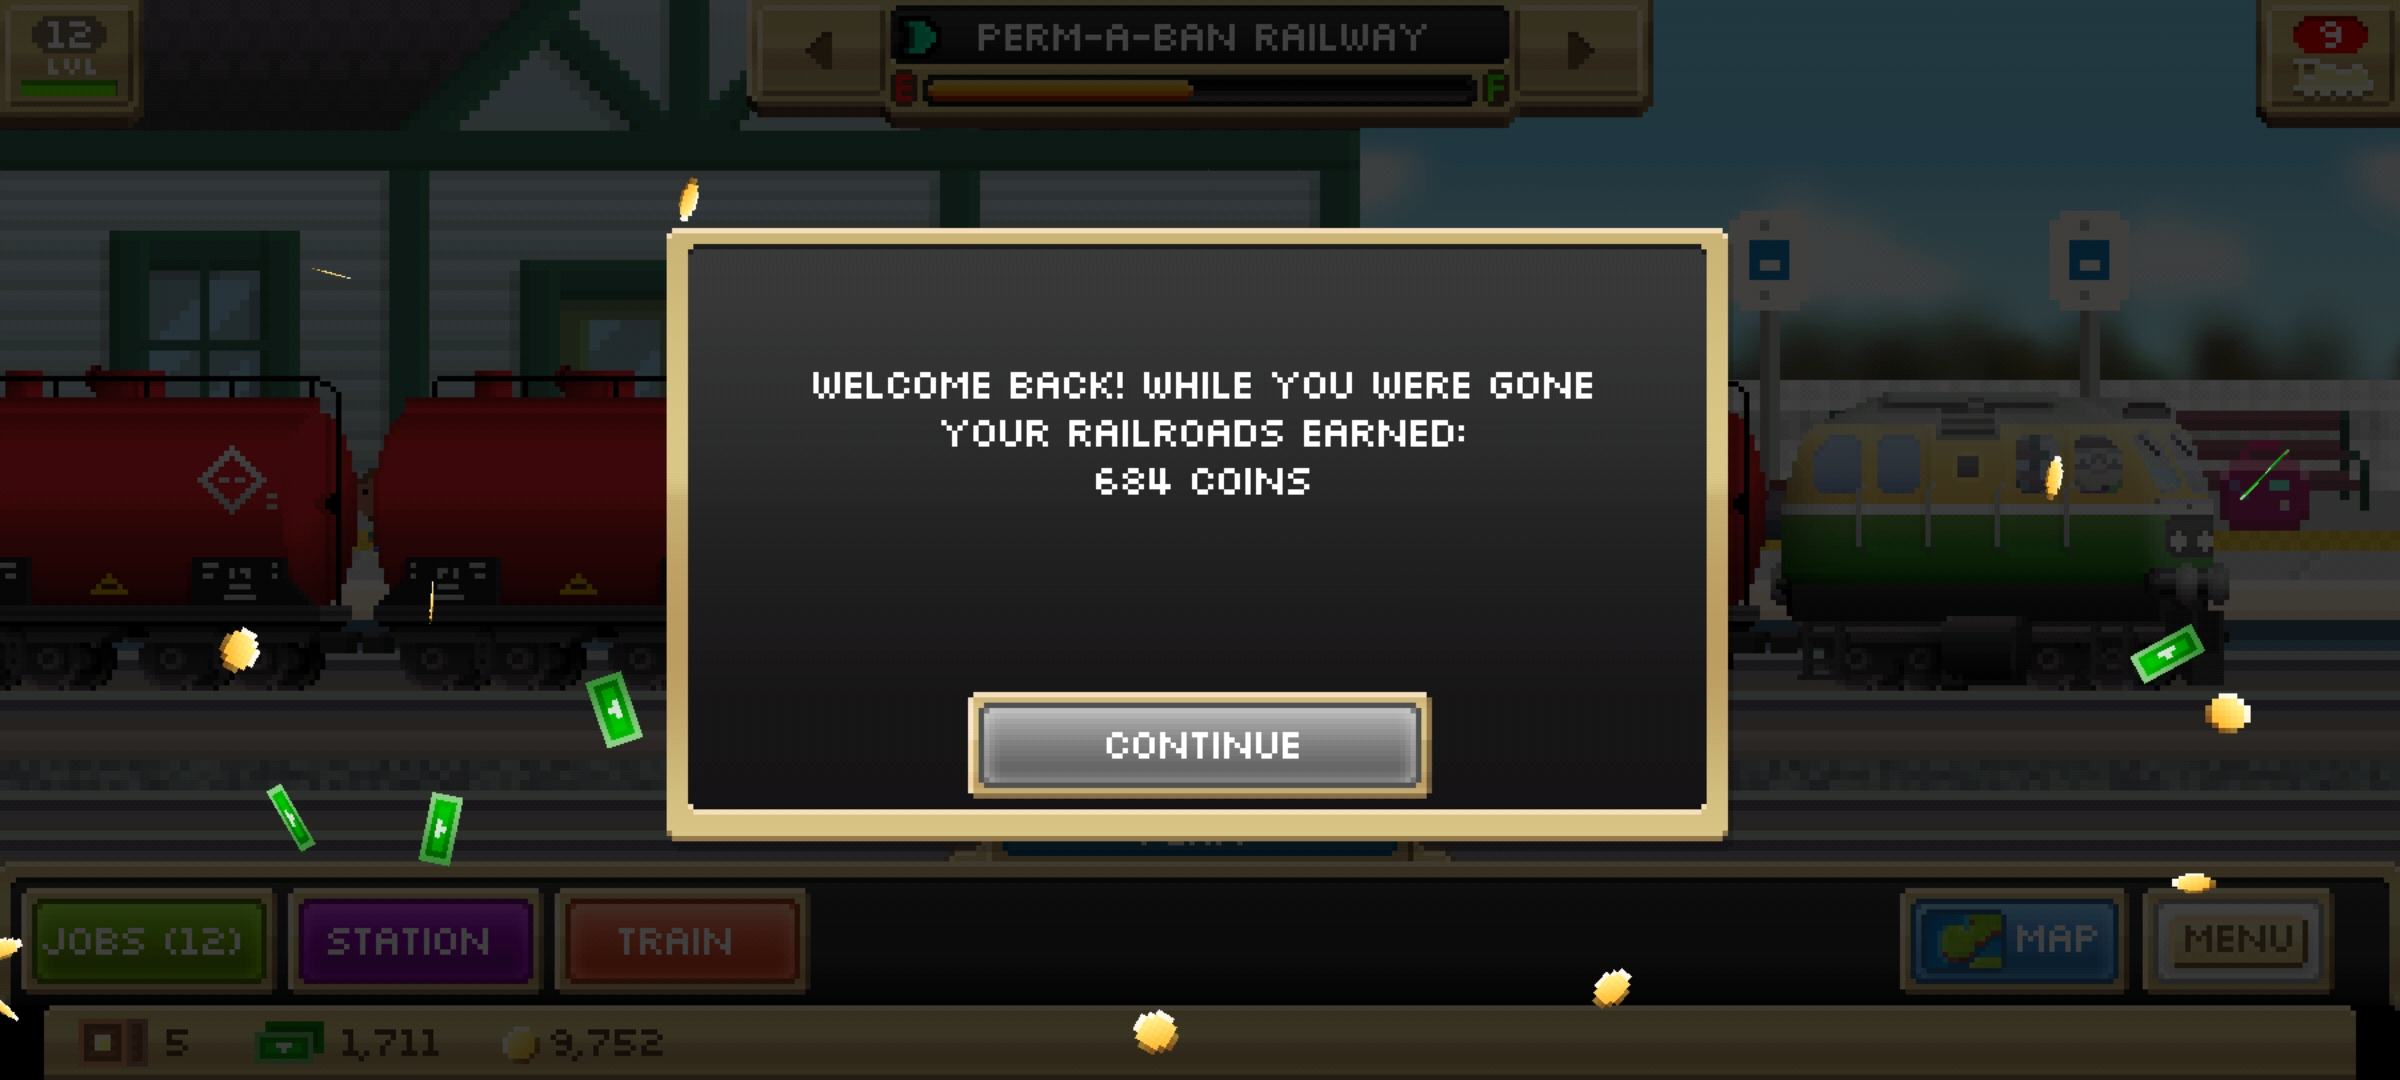 12
LVL
PERM-A-BAN RAILWAY
E
F
9
WELCOME BACK! WHILE YOU WERE GONE
YOUR RAILROADS EARNED:
684 COINS
CONTINUE
JOBS (12)
STATION
TRAIN
MAP
MENU
5
1,711
9,752